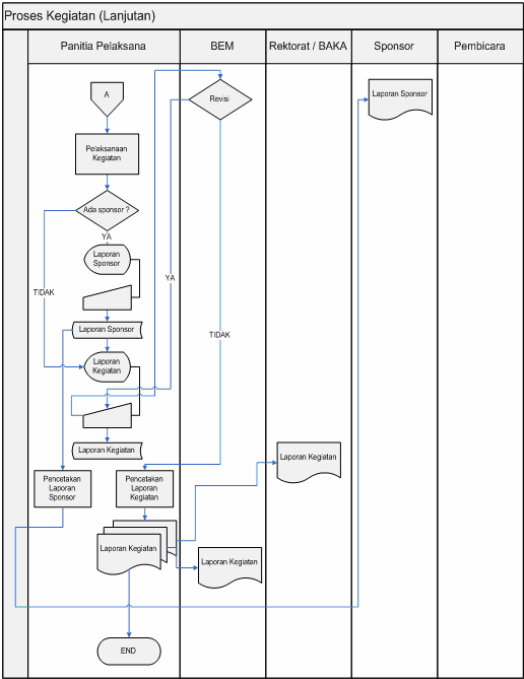 Proses Kegiatan (Lanjutan)
Panitia Pelaksana
BEM
Rektorat / BAKA
Sponsor
Pembicara
A
Revisi
Laporan Sponsor
Pelaksanaan
Kegiatan
Ada sponsor ?
YA
Laporan
Sponsor
YA
TIDAK
Laporan Sponsor
TIDAK
Laporan
Kegiatan
Laporan Kegiatan
Laporan Kegiatan
Pencetakan
Laporan
Sponsor
Pencetakan
Laporan
Kegiatan
Laporan Kegiatan
Laporan Kegiatan
END